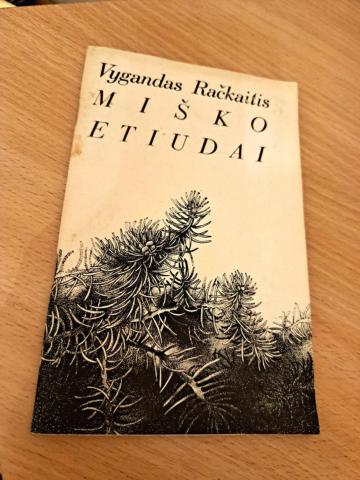 Vygandas Račkaitis
MIŠKO
ETIUDAI